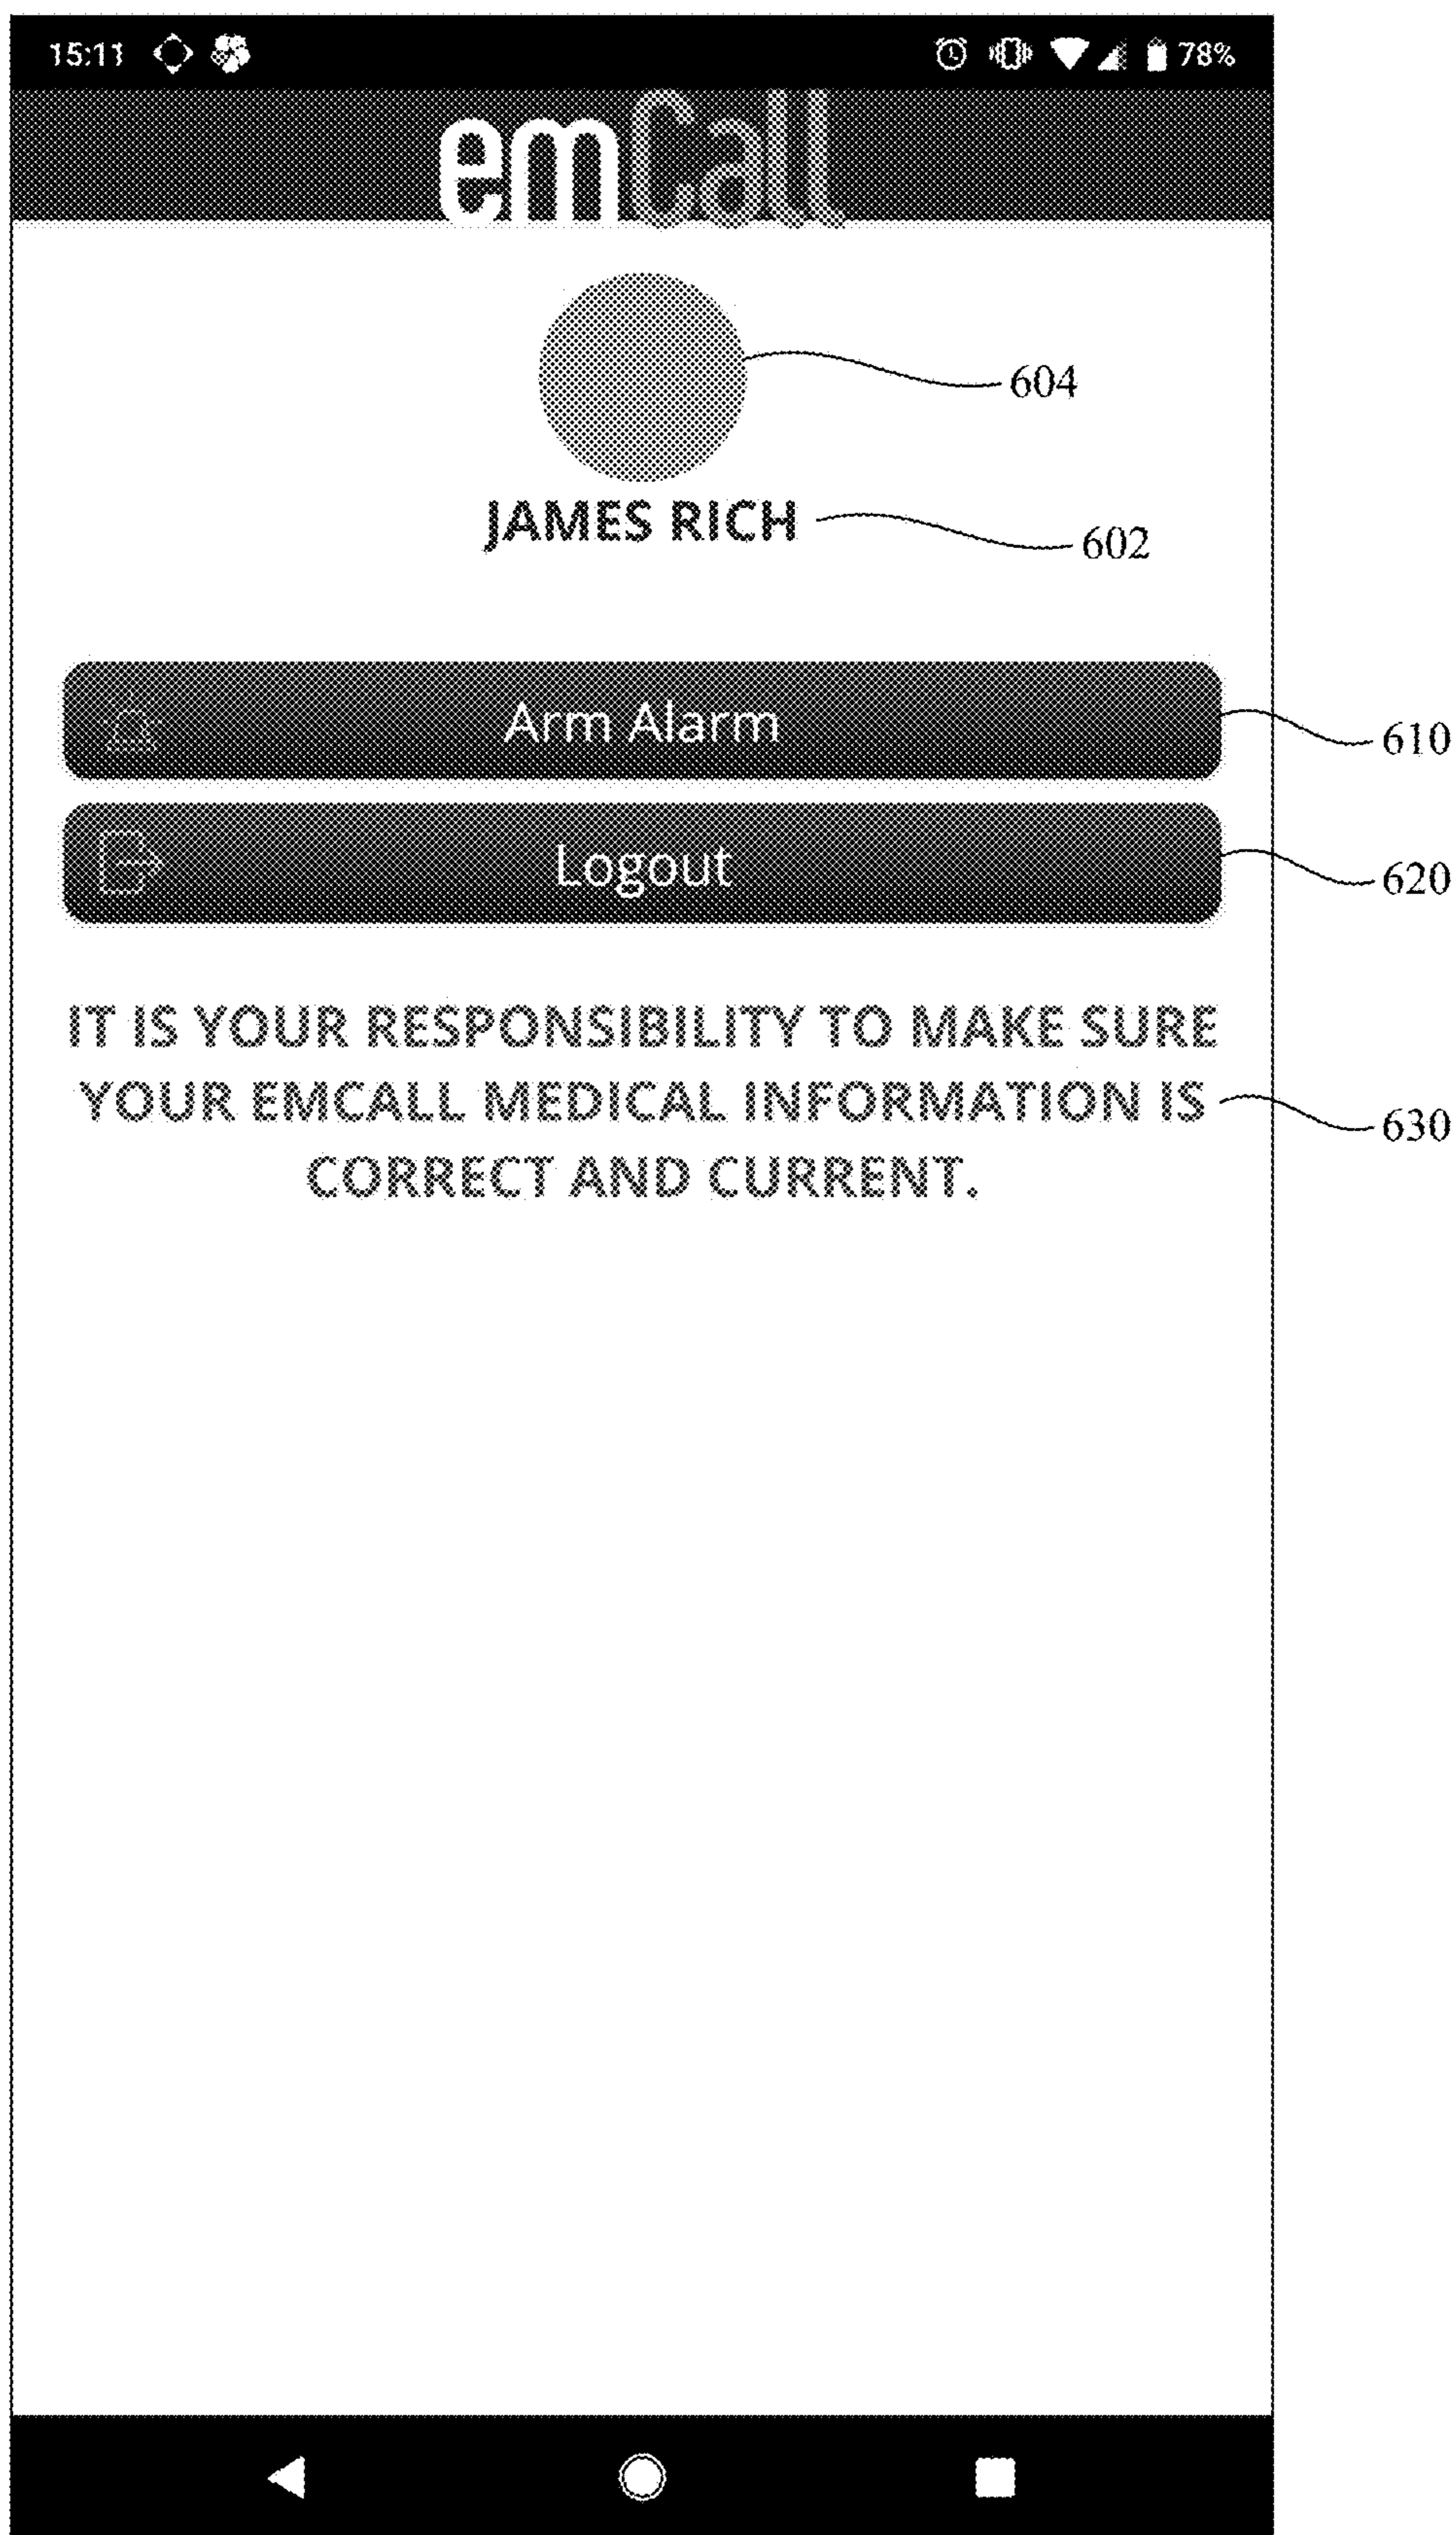 15:11 78%
emCall
604
JAMES RICH
602
Arm Alarm
610
Logout
620
IT IS YOUR RESPONSIBILITY TO MAKE SURE
YOUR EMCALL MEDICAL INFORMATION IS
630
CORRECT AND CURRENT.